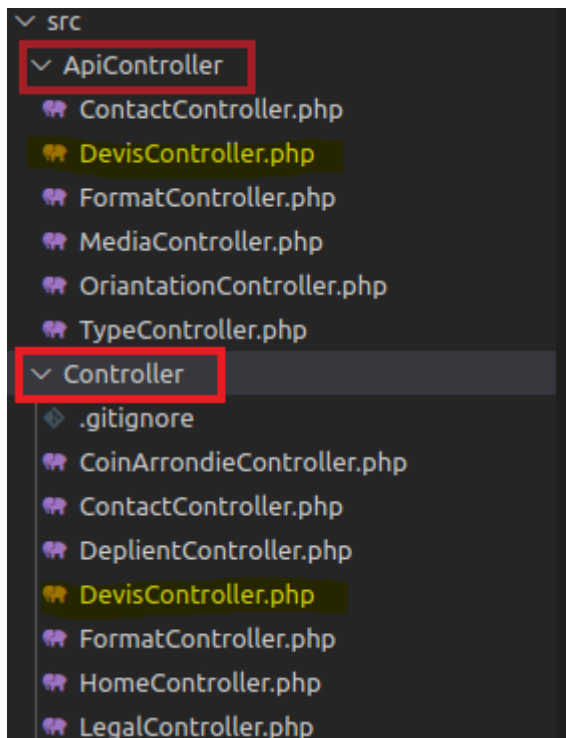 src
ApiController
ContactController.php
DevisController.php
FormatController.php
MediaController.php
OriantationController.php
TypeController.php
Controller
.gitignore
CoinArrondieController.php
ContactController.php
DeplientController.php
DevisController.php
FormatController.php
HomeController.php
LegalController.php